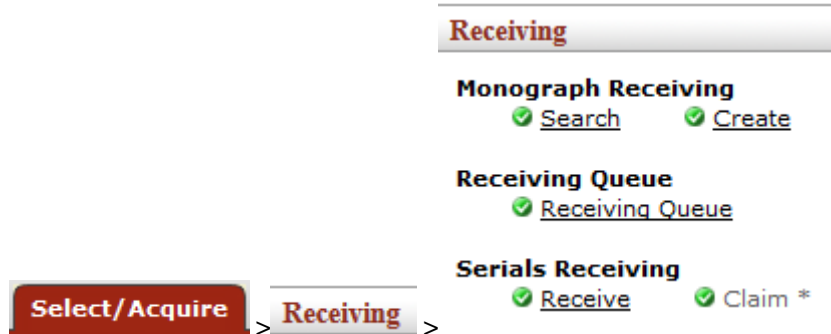 Receiving
Monograph Receiving
Search Create
Receiving Queue
Receiving Queue
Serials Receiving
Select/Acquire > Receiving > Receive Claim *